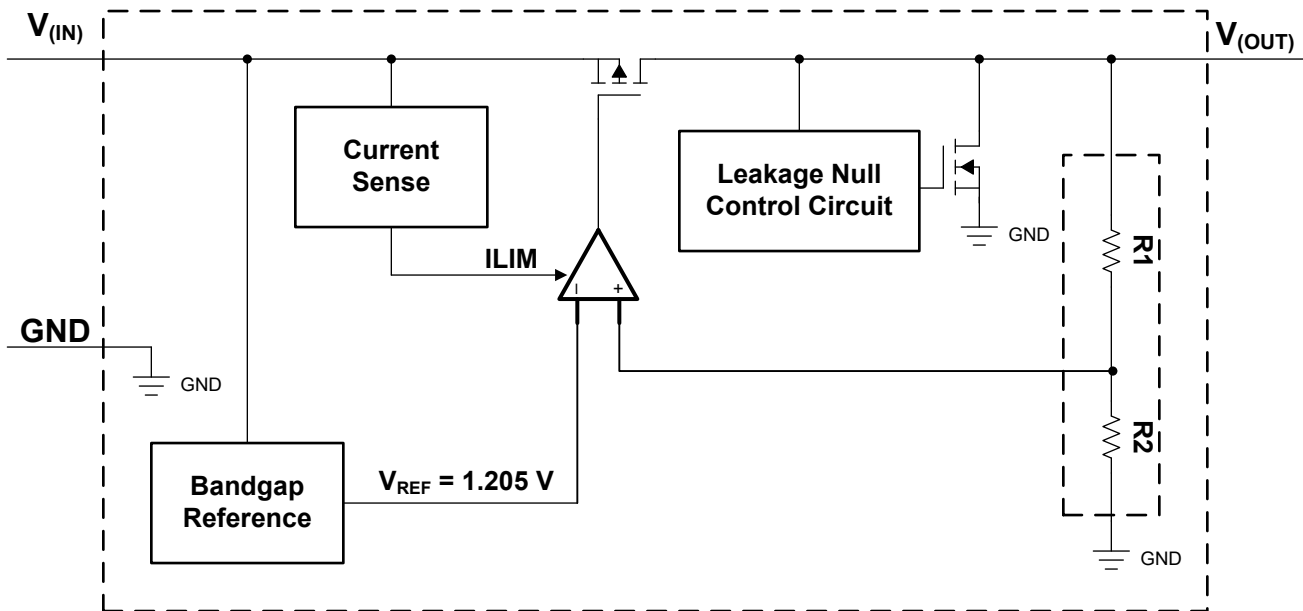 V(IN)
V(OUT)
Current
Sense
Leakage Null
Control Circuit
GND
R1
ILIM
I +
GND
GND
R2
Bandgap
Reference
VREF = 1.205 V
GND